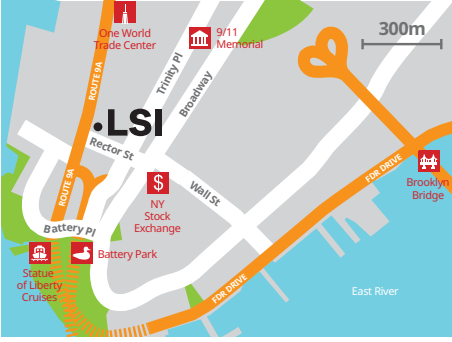 One World
Trade Center
9/11
Memorial
300m
ROUTE 9A
Trinity Pl
Broadway
LSI
Rector St
FDR DRIVE
Brooklyn
Bridge
ROUTE 9A
$
NY
Stock
Exchange
Wall St
Battery Pl
Battery Park
Statue
of Liberty
Cruises
FDR DRIVE
East River